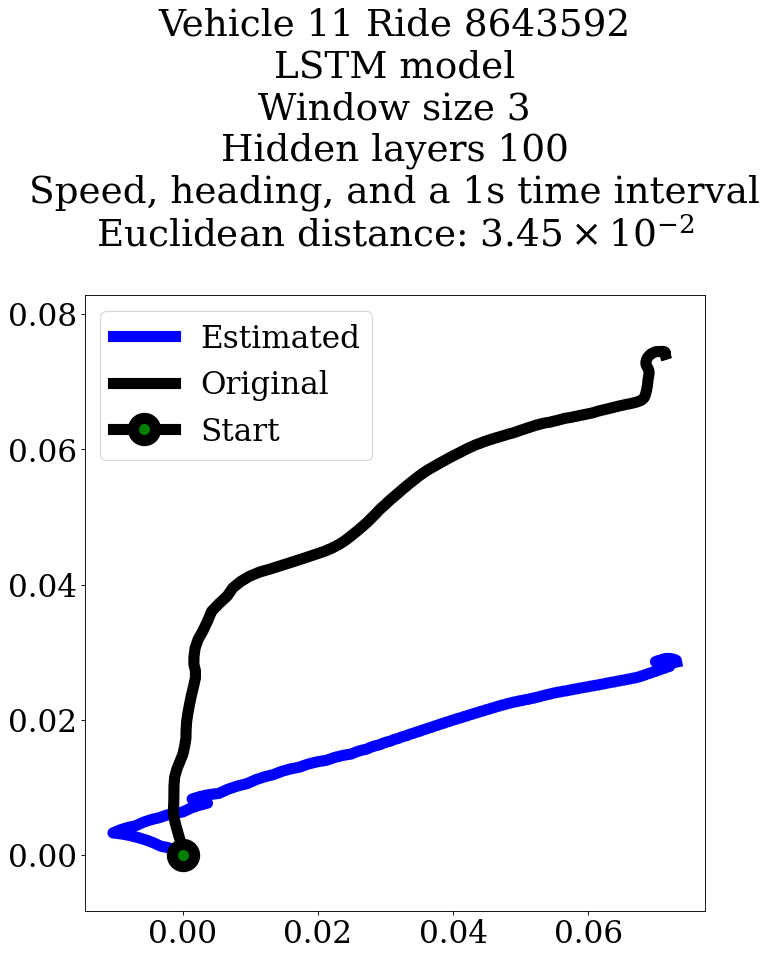 Vehicle 11 Ride 8643592
LSTM model
Window size 3
Hidden layers 100
Speed, heading, and a 1s time interval
Euclidean distance: 3.45 × 10⁻²
Estimated
Original
Start
0.08
0.06
0.04
0.02
0.00
0.00 0.02 0.04 0.06